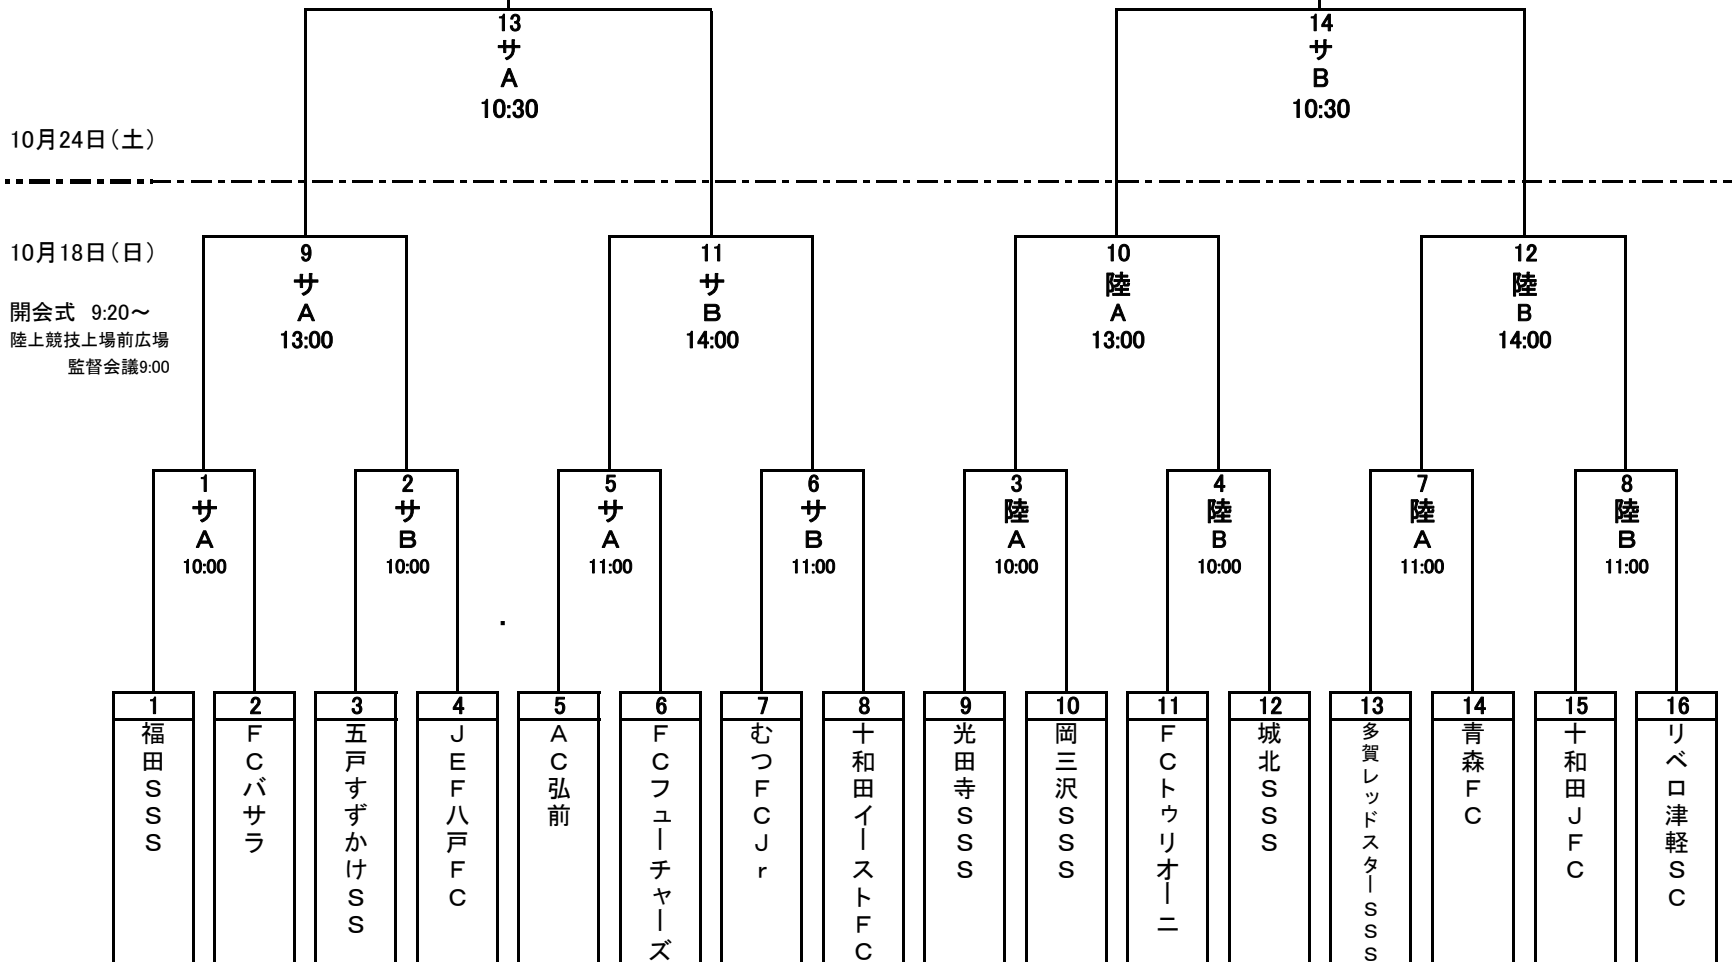 13
サ
A
10:30
14
サ
B
10:30
10月24日（土）
10月18日（日）
開会式 9:20～
陸上競技上場前広場
監督会議9:00
9
サ
A
13:00
11
サ
B
14:00
10
陸
A
13:00
12
陸
B
14:00
1
サ
A
10:00
2
サ
B
10:00
5
サ
A
11:00
6
サ
B
11:00
3
陸
A
10:00
4
陸
B
10:00
7
陸
A
11:00
8
陸
B
11:00
1
福田SSS
2
FCバサラ
3
五戸すずかけSS
4
JEF八戸FC
5
AC弘前
6
FCフューチャーズ
7
むつFCJr
8
十和田イーストFC
9
光田寺SSS
10
岡三沢SSS
11
FCトゥリオーニ
12
城北SSS
13
多賀レッドスターSSS
14
青森FC
15
十和田JFC
16
リベロ津軽SC